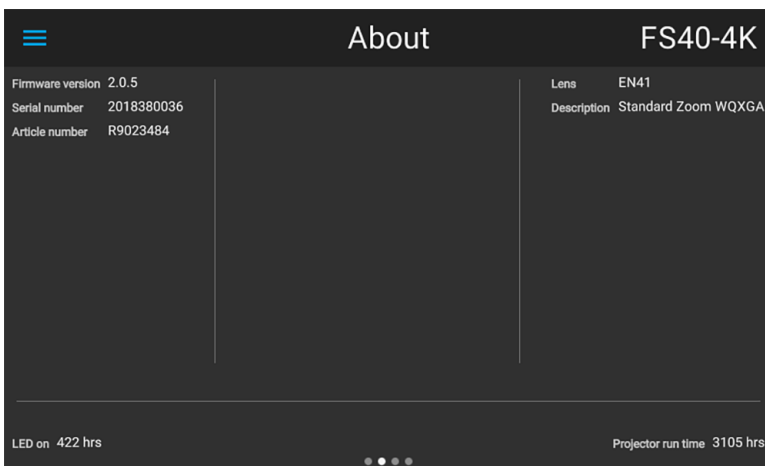 About
FS40-4K
Firmware version 2.0.5
Serial number 2018380036
Article number R9023484
Lens EN41
Description Standard Zoom WQXGA
LED on 422 hrs
Projector run time 3105 hrs